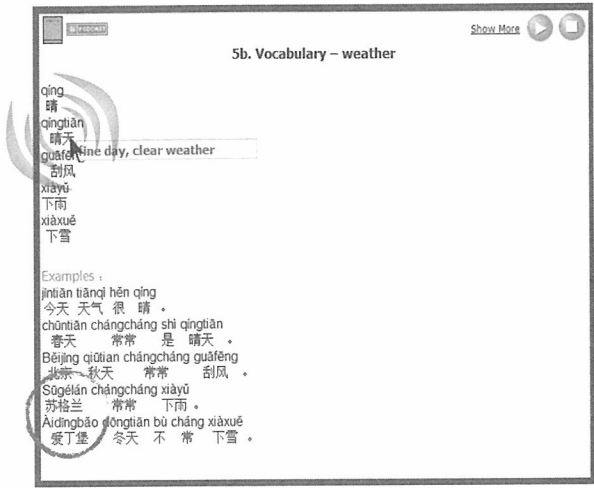 Show More
5b. Vocabulary – weather
qíng
晴
qíngtiān
晴天
fine day, clear weather
guāfēng
刮风
xiàyǔ
下雨
xiàxuě
下雪
Examples :
jīntiān tiānqì hěn qíng
今天 天气 很 晴 。
chūntiān chángcháng shì qíngtiān
春天 常常 是 晴天 。
Běijīng qiūtian chángcháng guāfēng
北京 秋天 常常 刮风 。
Sūgélán chángcháng xiàyǔ
苏格兰 常常 下雨 。
Àidīngbǎo dōngtiān bù cháng xiàxuě
爱丁堡 冬天 不 常 下雪 。